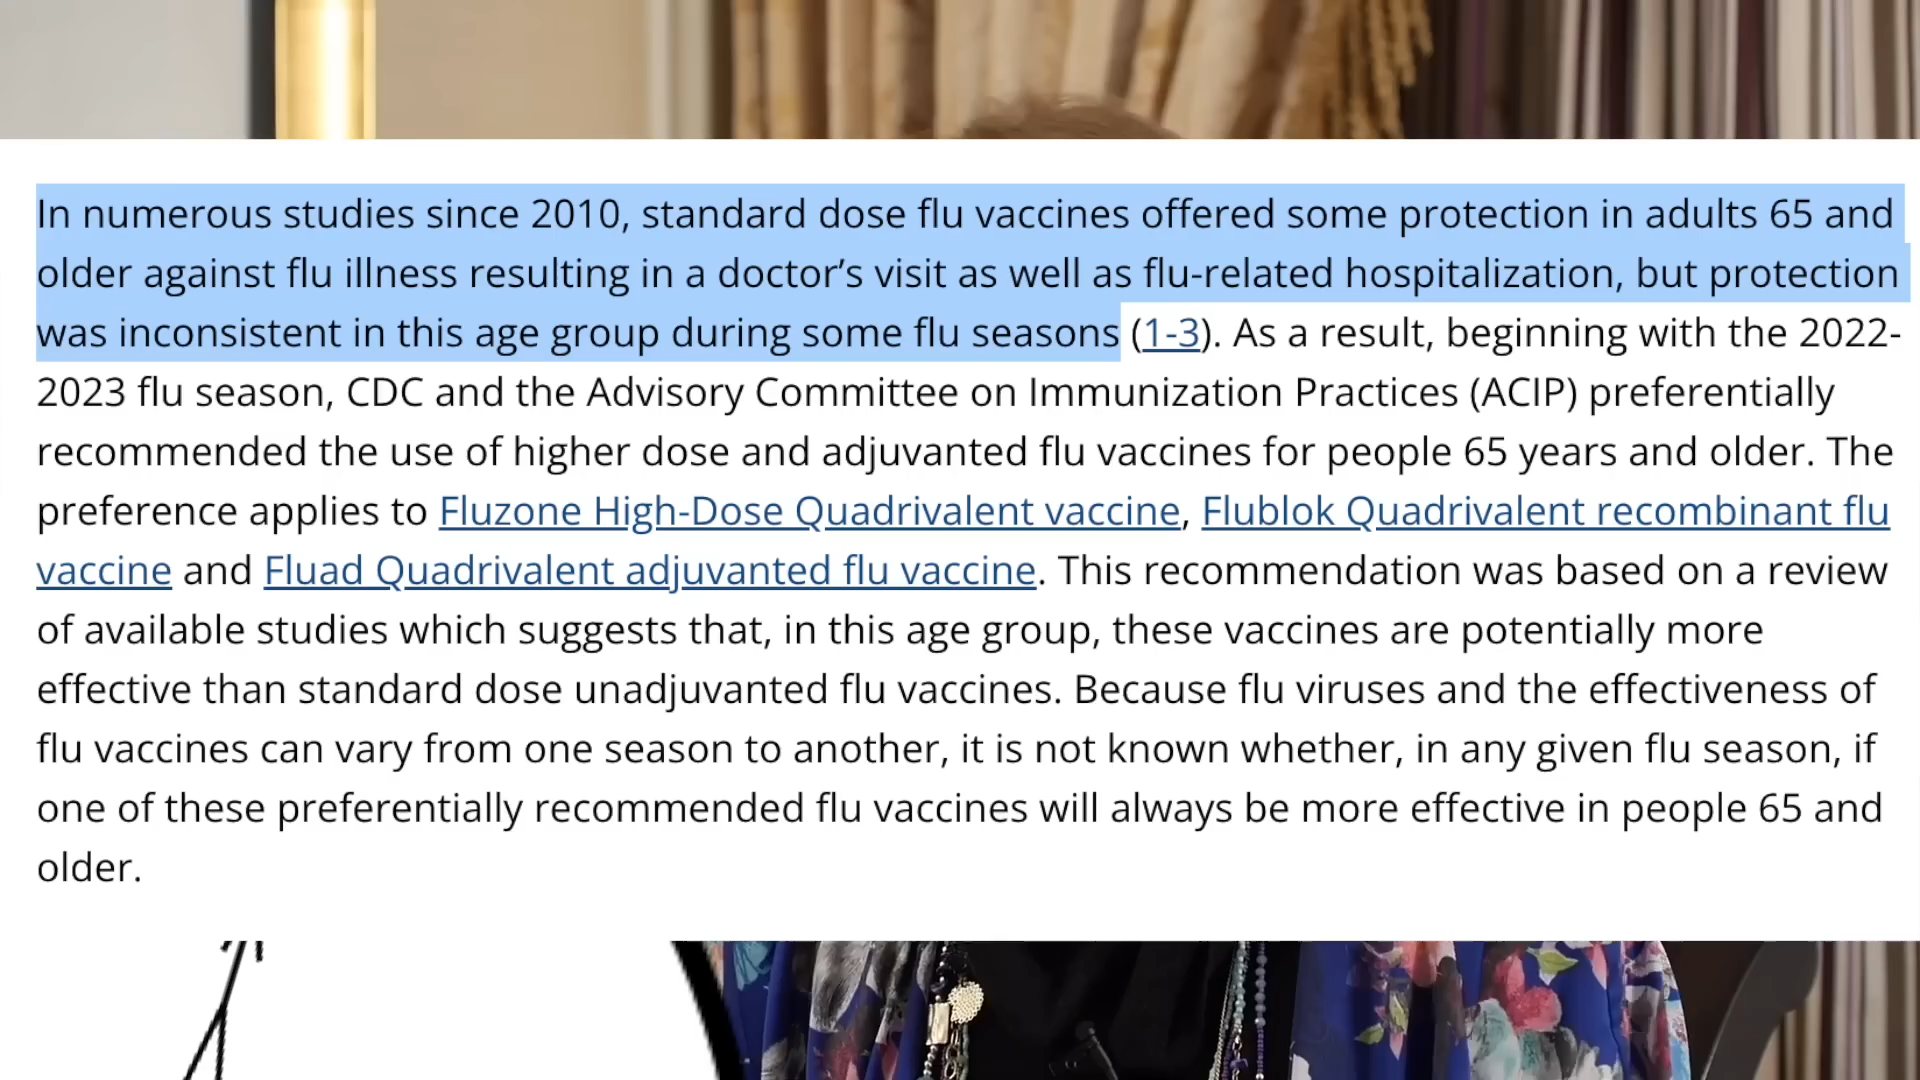 In numerous studies since 2010, standard dose flu vaccines offered some protection in adults 65 and
older against flu illness resulting in a doctor’s visit as well as flu-related hospitalization, but protection
was inconsistent in this age group during some flu seasons (1-3). As a result, beginning with the 2022-
2023 flu season, CDC and the Advisory Committee on Immunization Practices (ACIP) preferentially
recommended the use of higher dose and adjuvanted flu vaccines for people 65 years and older. The
preference applies to Fluzone High-Dose Quadrivalent vaccine, Flublok Quadrivalent recombinant flu
vaccine and Fluad Quadrivalent adjuvanted flu vaccine. This recommendation was based on a review
of available studies which suggests that, in this age group, these vaccines are potentially more
effective than standard dose unadjuvanted flu vaccines. Because flu viruses and the effectiveness of
flu vaccines can vary from one season to another, it is not known whether, in any given flu season, if
one of these preferentially recommended flu vaccines will always be more effective in people 65 and
older.